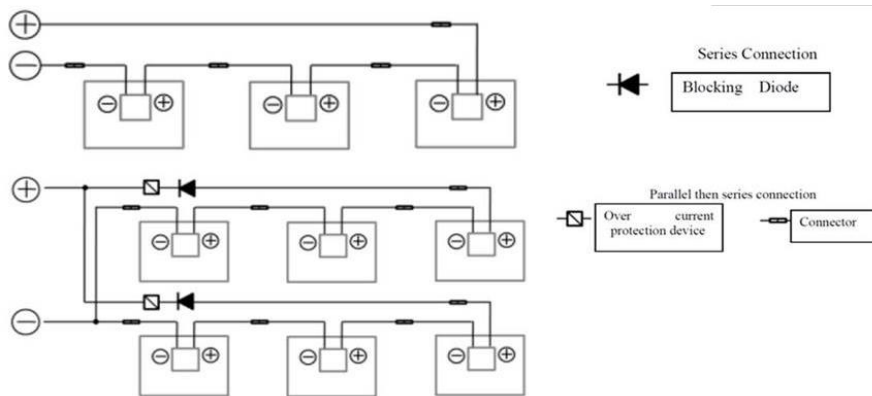 Series Connection
Blocking Diode
Parallel then series connection
Over current
protection device
Connector